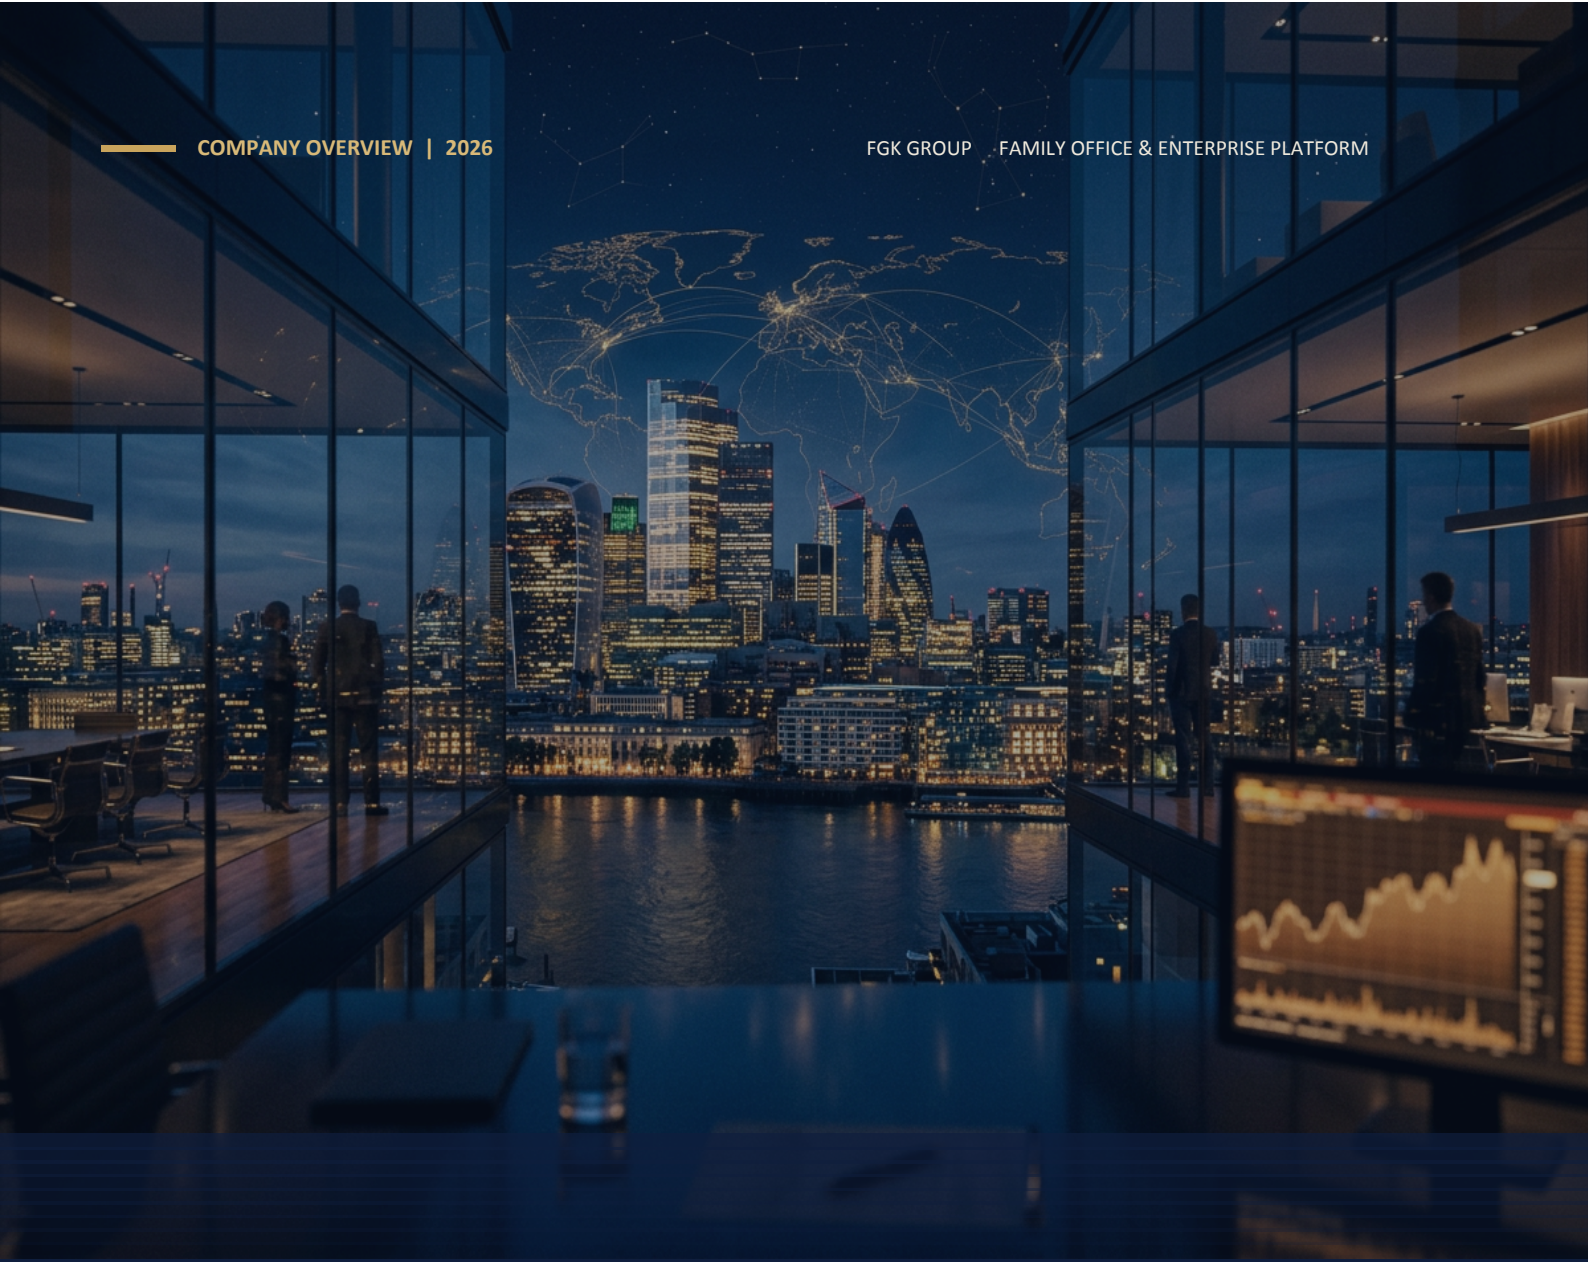 COMPANY OVERVIEW | 2026
FGK GROUP FAMILY OFFICE & ENTERPRISE PLATFORM